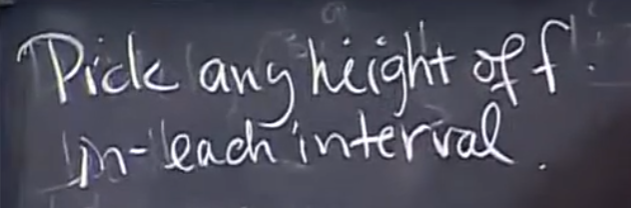 Pick any height of f
in each interval.